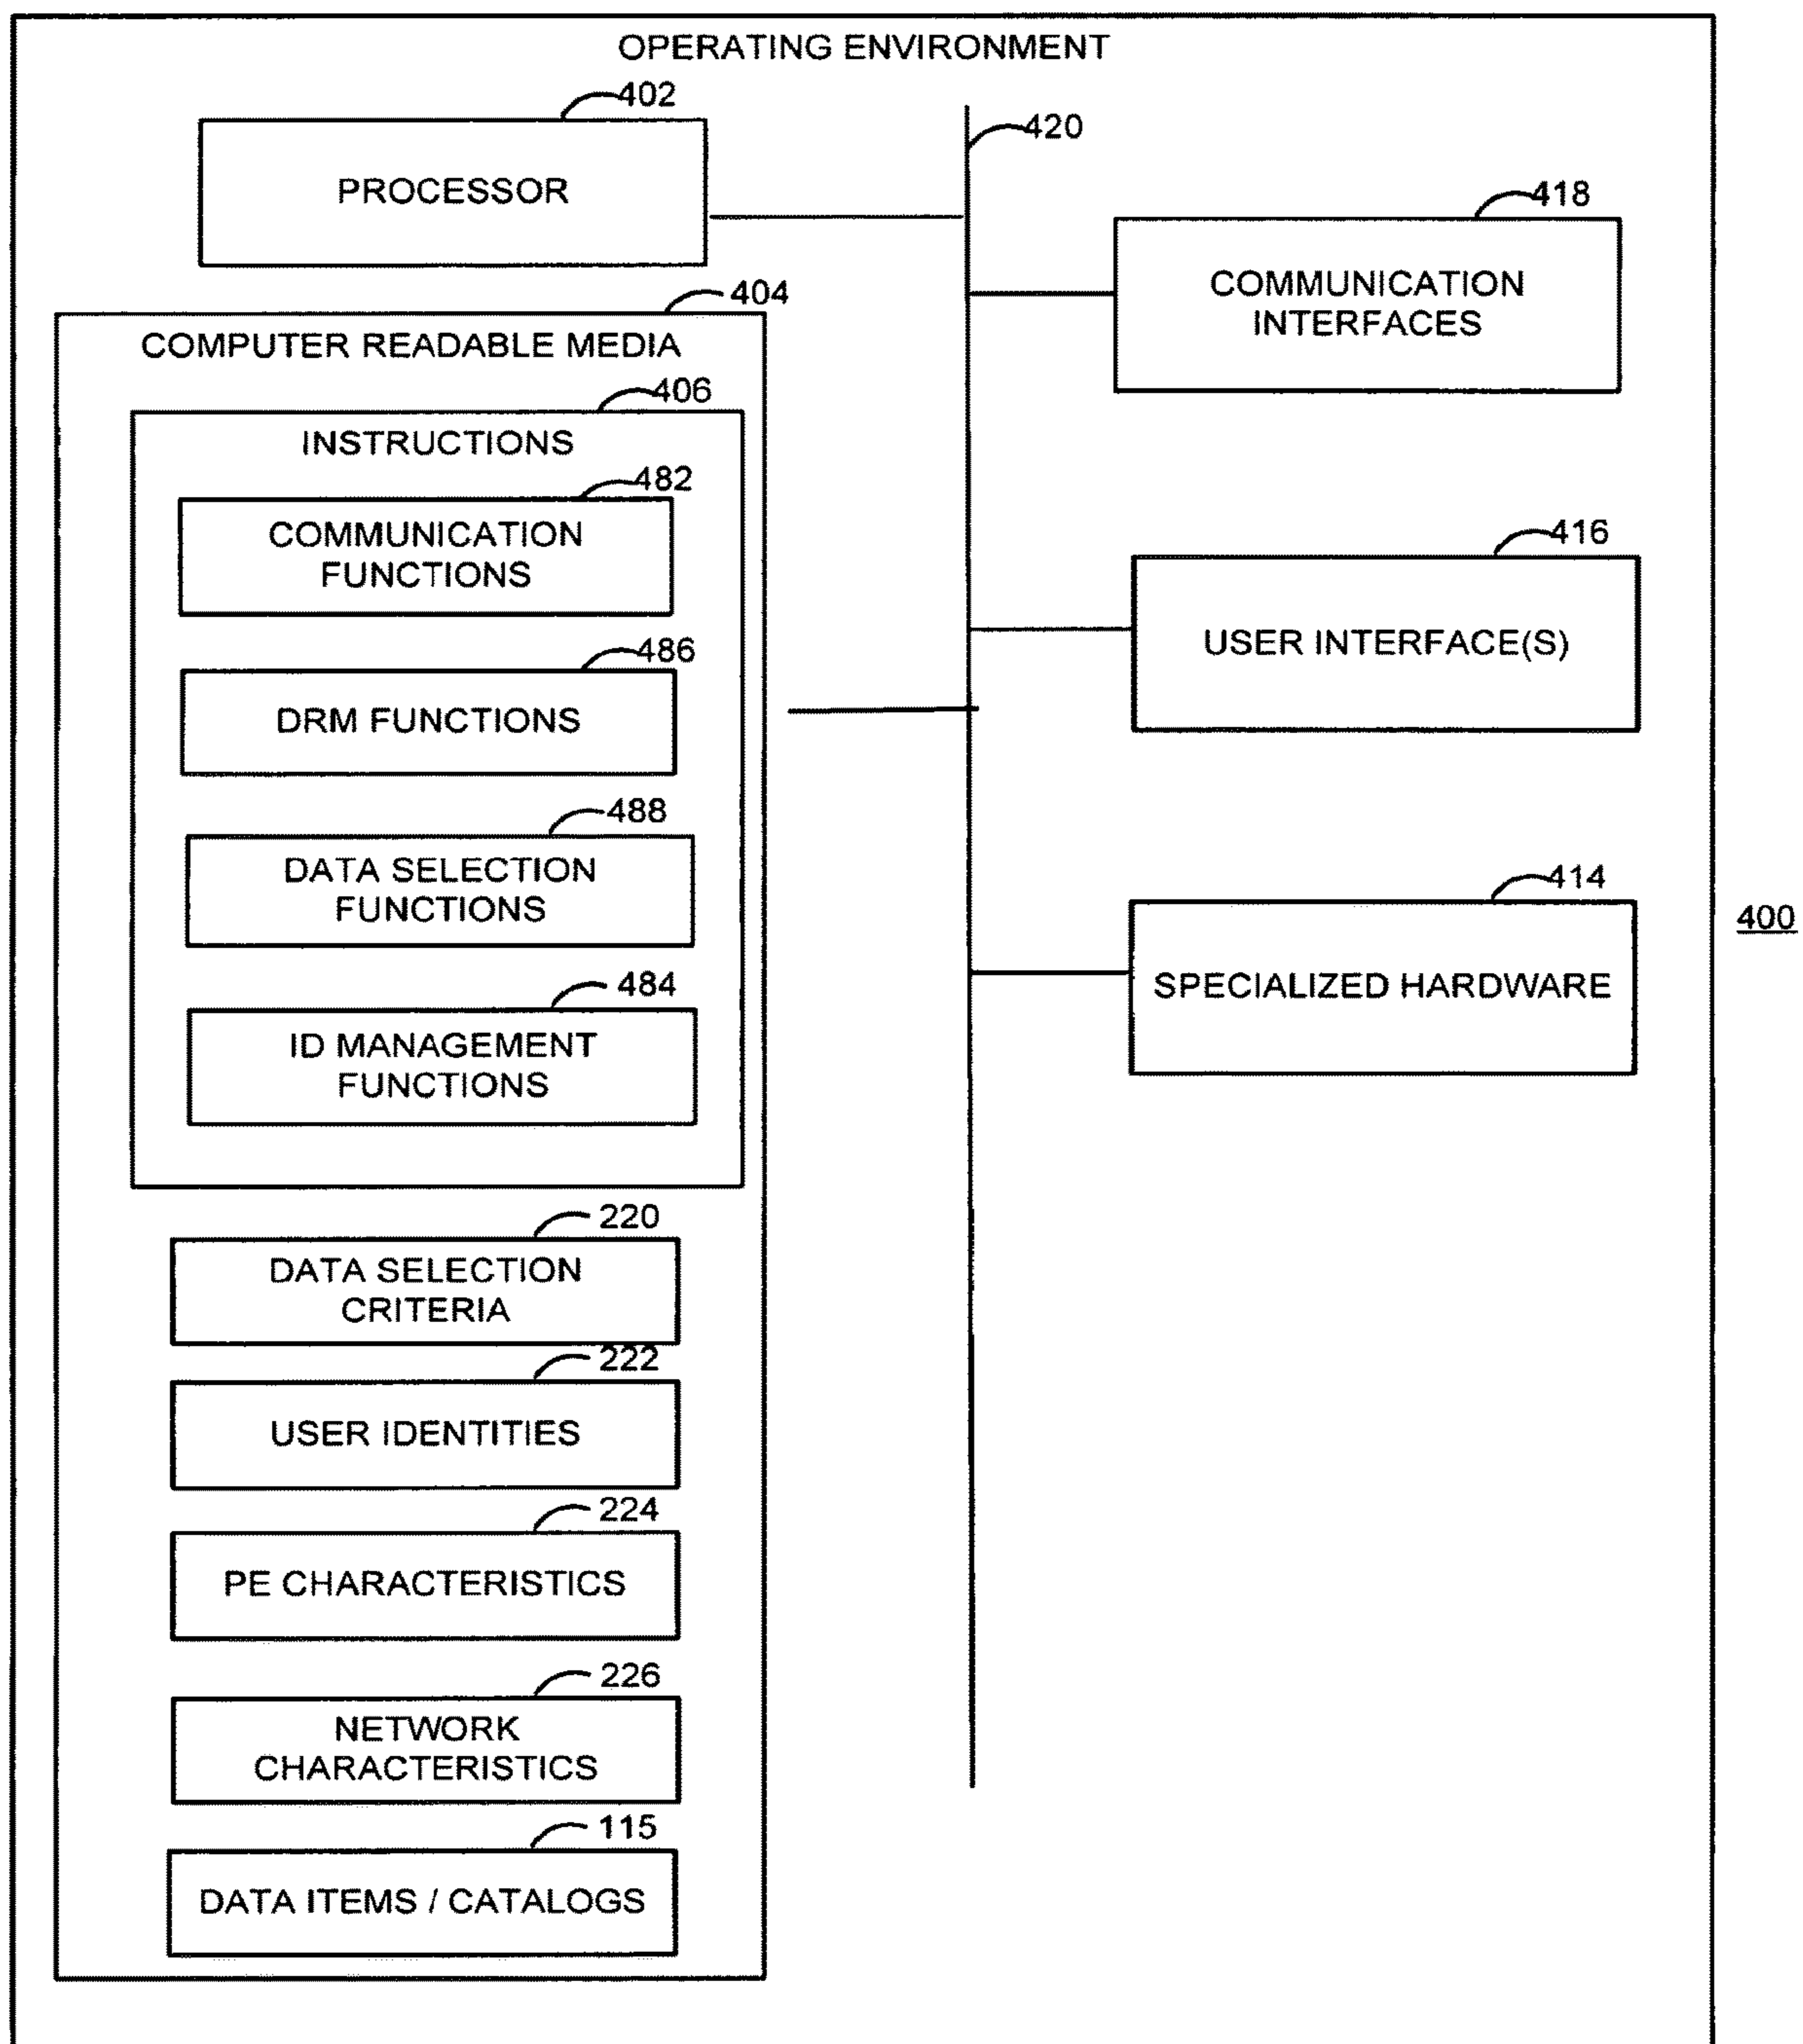 OPERATING ENVIRONMENT
402
PROCESSOR
420
418
COMMUNICATION
INTERFACES
404
COMPUTER READABLE MEDIA
406
INSTRUCTIONS
482
COMMUNICATION
FUNCTIONS
416
USER INTERFACE(S)
486
DRM FUNCTIONS
488
DATA SELECTION
FUNCTIONS
414
SPECIALIZED HARDWARE
400
484
ID MANAGEMENT
FUNCTIONS
220
DATA SELECTION
CRITERIA
222
USER IDENTITIES
224
PE CHARACTERISTICS
226
NETWORK
CHARACTERISTICS
115
DATA ITEMS / CATALOGS